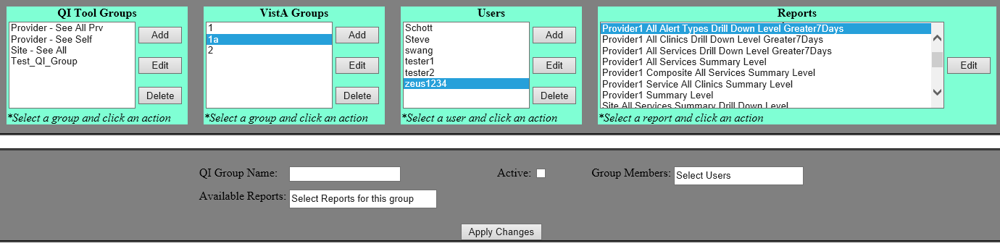 QI Tool Groups
Provider - See All Prv
Provider - See Self
Site - See All
Test_QI_Group
Add
Edit
Delete
*Select a group and click an action
VistA Groups
1
1a
2
Add
Edit
Delete
*Select a group and click an action
Users
Schott
Steve
swang
tester1
tester2
zeus1234
Add
Edit
Delete
*Select a user and click an action
Reports
Provider1 All Alert Types Drill Down Level Greater7Days
Provider1 All Clinics Drill Down Level Greater7Days
Provider1 All Services Drill Down Level Greater7Days
Provider1 All Services Summary Level
Provider1 Composite All Services Summary Level
Provider1 Service All Clinics Summary Level
Provider1 Summary Level
Site All Services Summary Drill Down Level
Edit
*Select a report and click an action
QI Group Name:
Active:
Group Members: Select Users
Available Reports: Select Reports for this group
Apply Changes